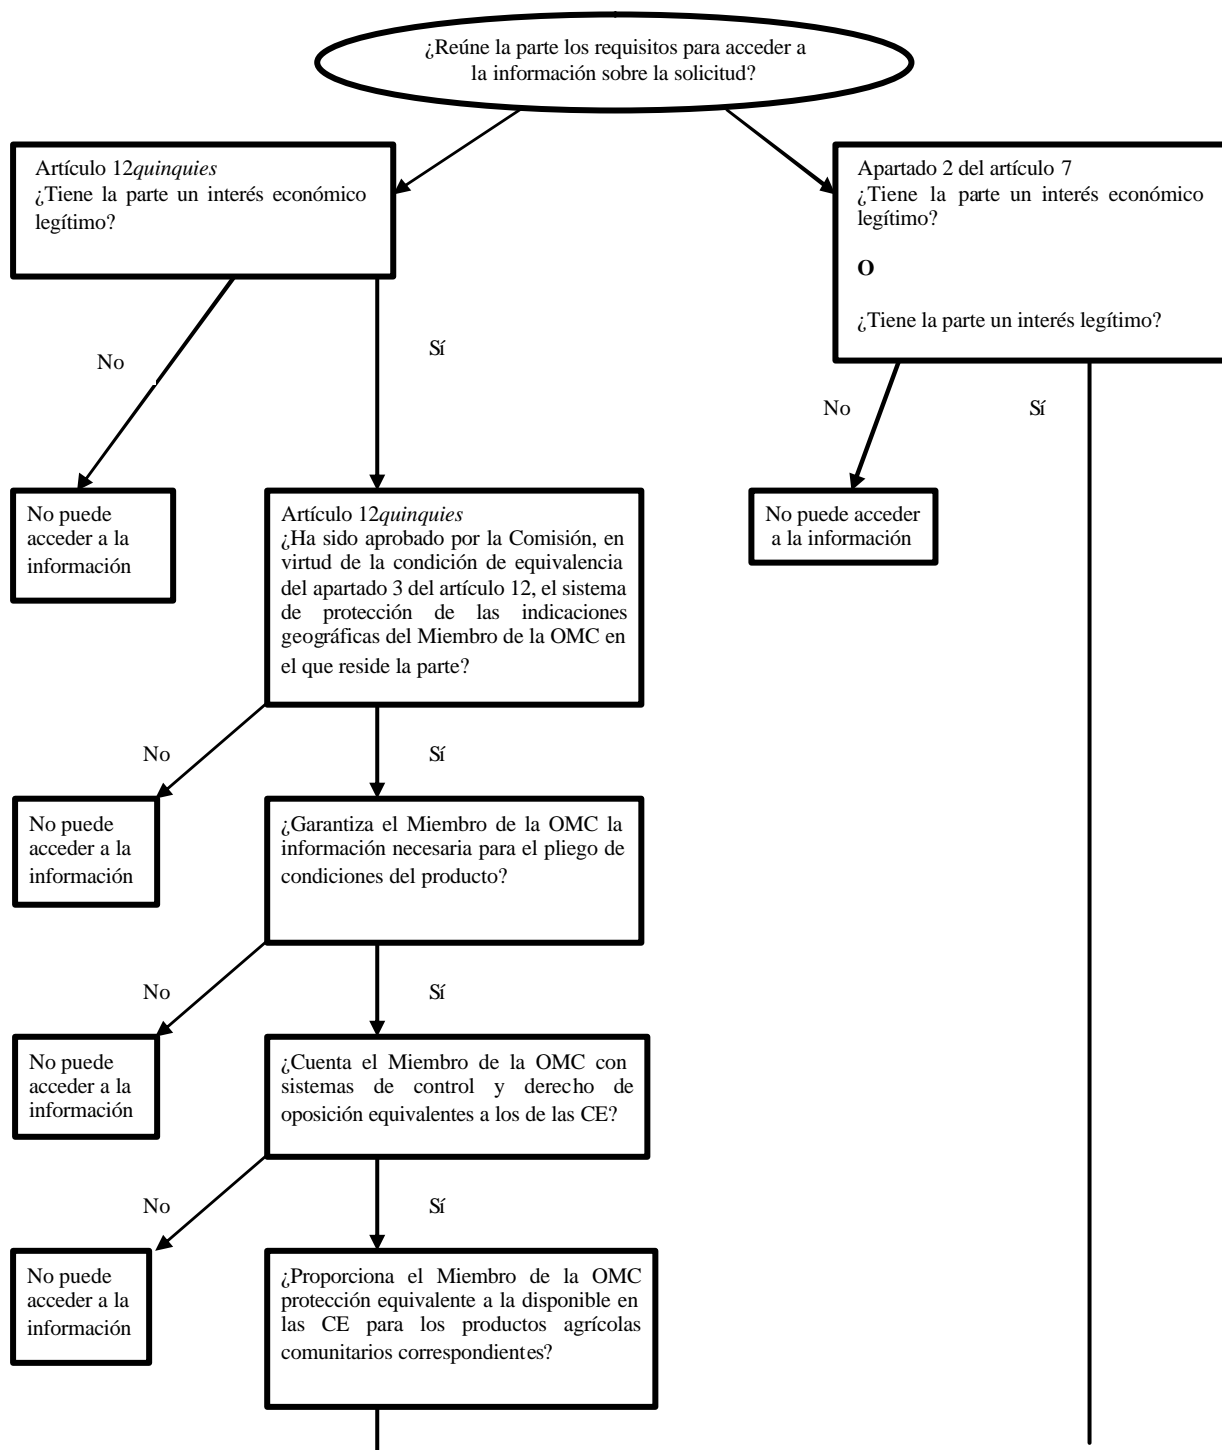 ¿Reúne la parte los requisitos para acceder a
la información sobre la solicitud?
Artículo 12quinquies
¿Tiene la parte un interés económico
legítimo?
Apartado 2 del artículo 7
¿Tiene la parte un interés económico
legítimo?
O
¿Tiene la parte un interés legítimo?
No
Sí
No
Sí
No puede
acceder a la
información
Artículo 12quinquies
¿Ha sido aprobado por la Comisión, en
virtud de la condición de equivalencia
del apartado 3 del artículo 12, el sistema
de protección de las indicaciones
geográficas del Miembro de la OMC en
el que reside la parte?
No puede acceder
a la información
No
Sí
No puede
acceder a la
información
¿Garantiza el Miembro de la OMC la
información necesaria para el pliego de
condiciones del producto?
No
Sí
No puede
acceder a la
información
¿Cuenta el Miembro de la OMC con
sistemas de control y derecho de
oposición equivalentes a los de las CE?
No
Sí
No puede
acceder a la
información
¿Proporciona el Miembro de la OMC
protección equivalente a la disponible en
las CE para los productos agrícolas
comunitarios correspondientes?